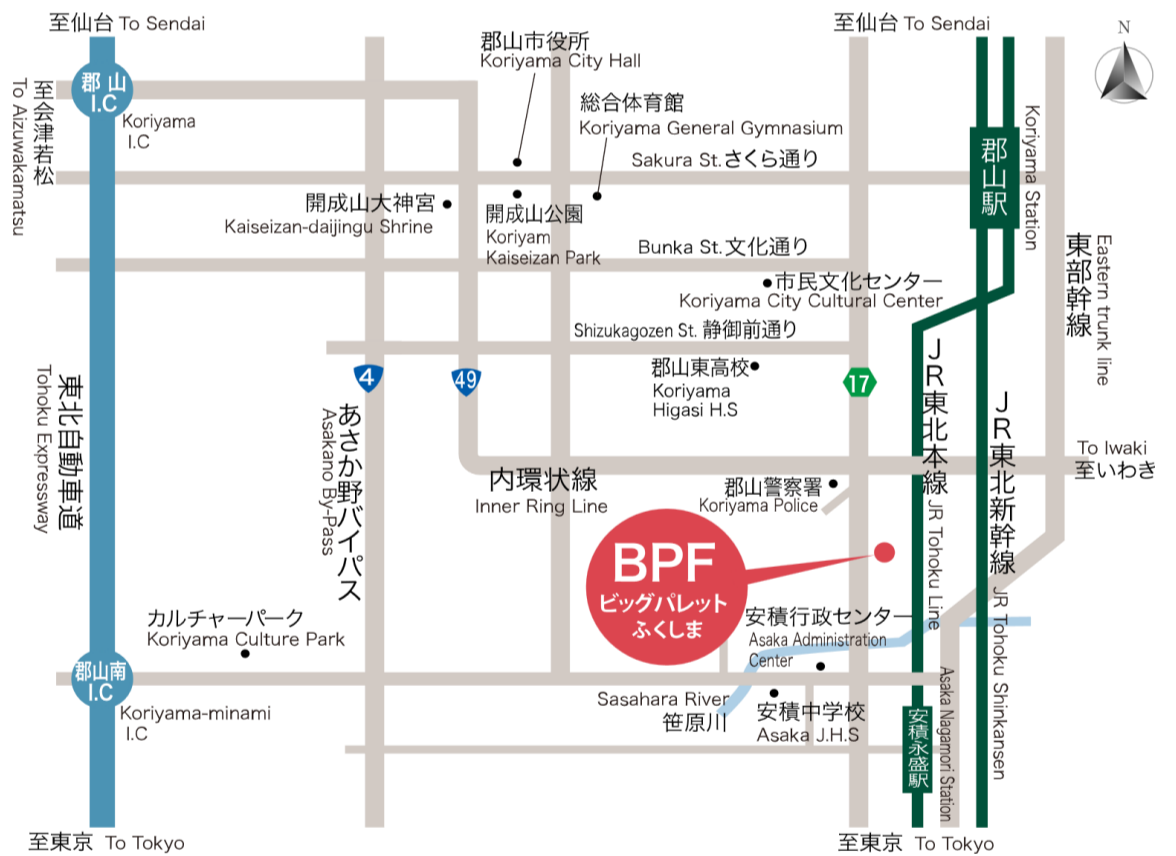 至仙台 To Sendai
至仙台 To Sendai
N
郡山市役所
Koriyama City Hall
郡山
I.C
Koriyama
I.C
至会津若松
To Aizuwakamatsu
総合体育館
Koriyama General Gymnasium
Sakura St.さくら通り
郡山駅
Koriyama Station
開成山大神宮
Kaiseizan-daijingu Shrine
開成山公園
Koriyam
Kaiseizan Park
Bunka St.文化通り
東部幹線
Eastern trunk line
市民文化センター
Koriyama City Cultural Center
Shizukagozen St. 静御前通り
郡山東高校
Koriyama
Higasi H.S
4
49
17
東北自動車道
Tohoku Expressway
あさか野バイパス
Asakano By-Pass
JR東北本線
JR Tohoku Line
JR東北新幹線
JR Tohoku Shinkansen
To Iwaki
至いわき
内環状線
Inner Ring Line
郡山警察署
Koriyama Police
BPF
ビッグパレット
ふくしま
カルチャーパーク
Koriyama Culture Park
安積行政センター
Asaka Administration
Center
郡山南
I.C
Koriyama-minami
I.C
Sasahara River
笹原川
安積中学校
Asaka J.H.S
安積永盛駅
Asaka Nagamori Station
至東京 To Tokyo
至東京 To Tokyo